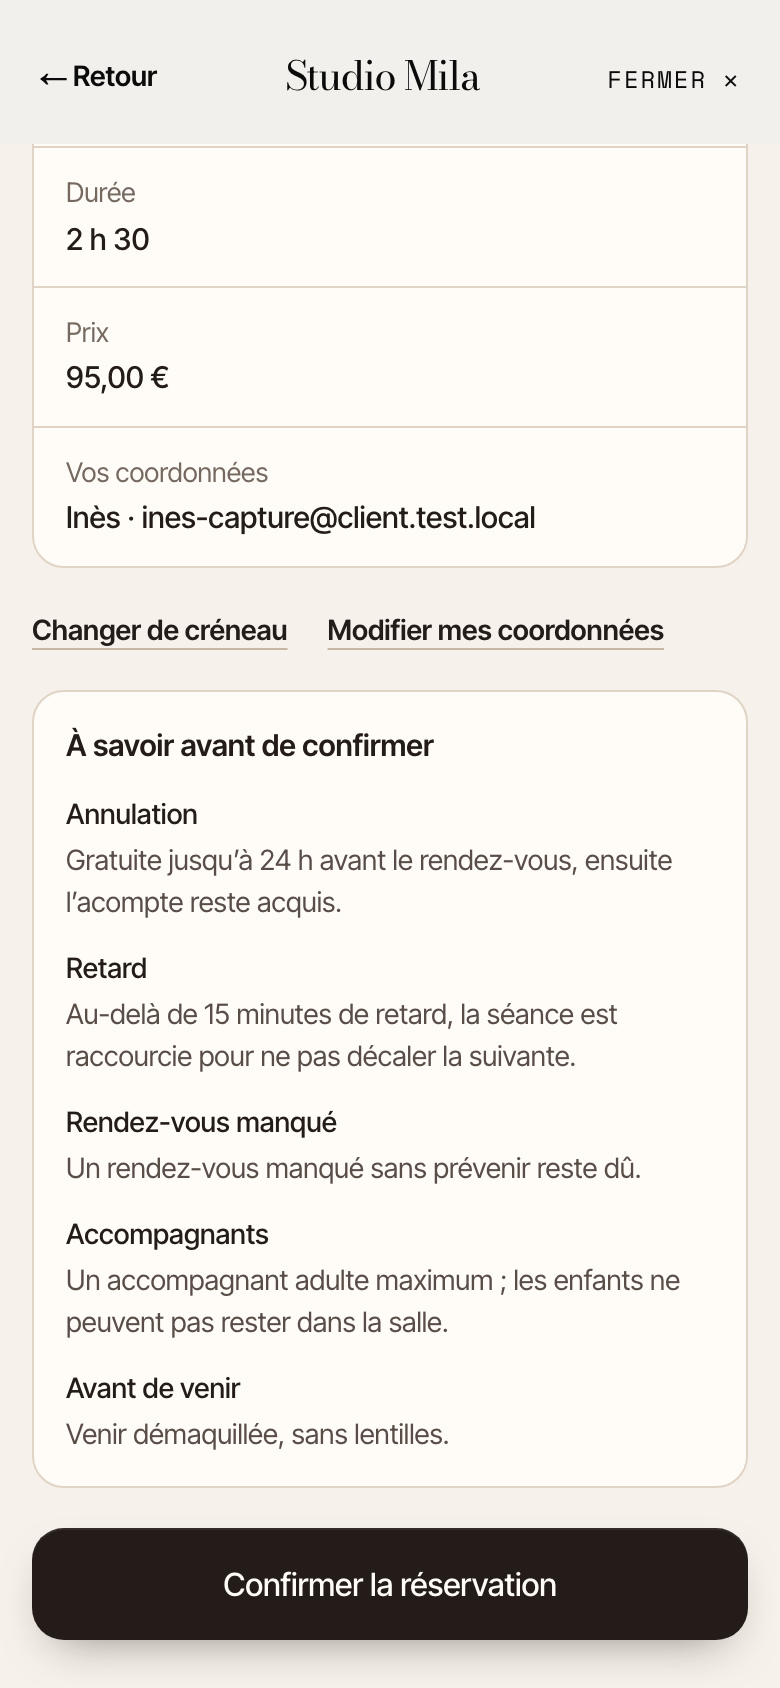 ← Retour
Studio Mila
FERMER ×
Durée
2 h 30
Prix
95,00 €
Vos coordonnées
Inès · ines-capture@client.test.local
Changer de créneau
Modifier mes coordonnées
À savoir avant de confirmer
Annulation
Gratuite jusqu’à 24 h avant le rendez-vous, ensuite
l’acompte reste acquis.
Retard
Au-delà de 15 minutes de retard, la séance est
raccourcie pour ne pas décaler la suivante.
Rendez-vous manqué
Un rendez-vous manqué sans prévenir reste dû.
Accompagnants
Un accompagnant adulte maximum ; les enfants ne
peuvent pas rester dans la salle.
Avant de venir
Venir démaquillée, sans lentilles.
Confirmer la réservation